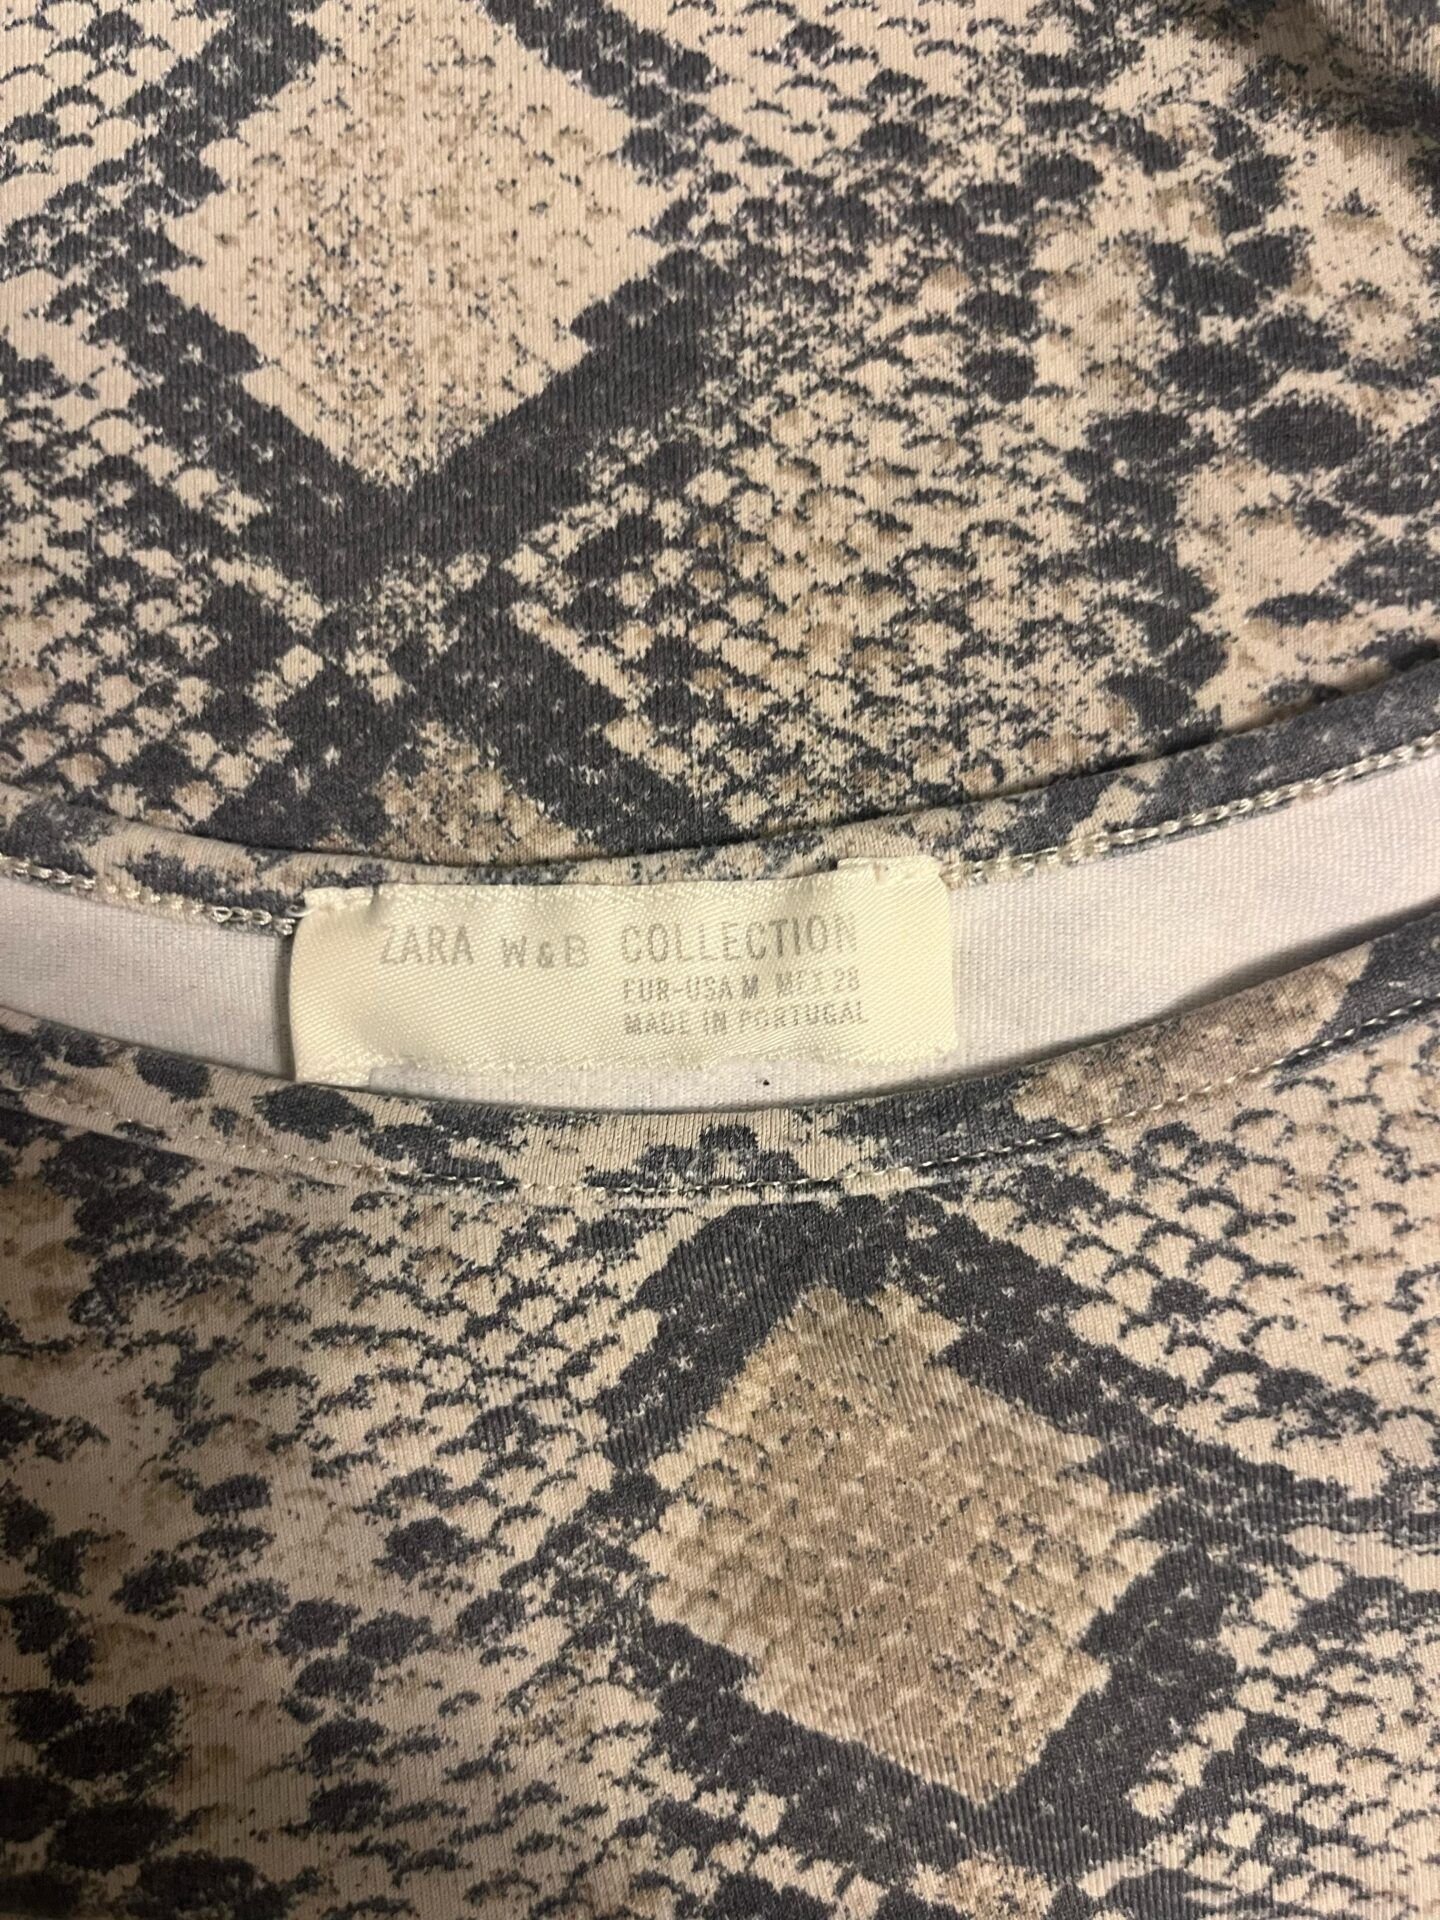 ZARA W&B COLLECTION
EUR-USA M MEX 28
MADE IN PORTUGAL